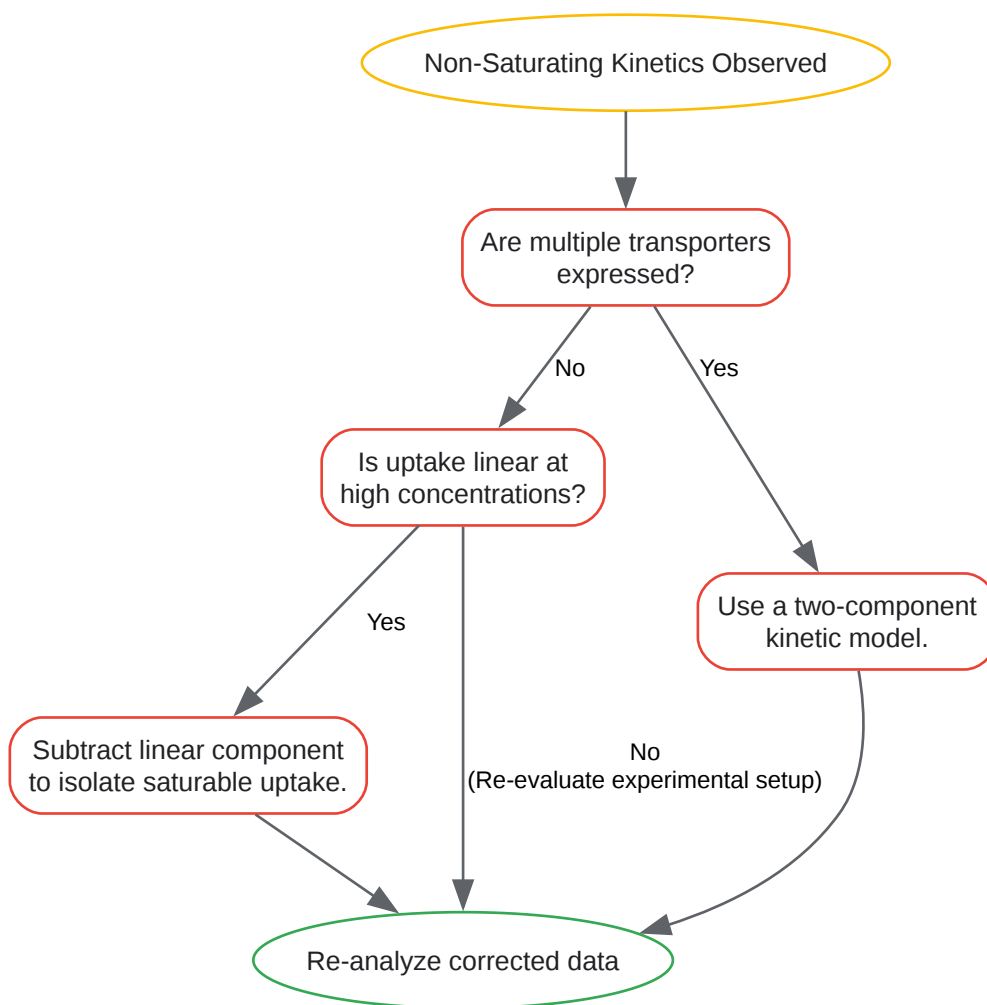 Non-Saturating Kinetics Observed
Are multiple transporters
expressed?
No
Yes
Is uptake linear at
high concentrations?
Use a two-component
kinetic model.
Yes
Subtract linear component
to isolate saturable uptake.
No
(Re-evaluate experimental setup)
Re-analyze corrected data